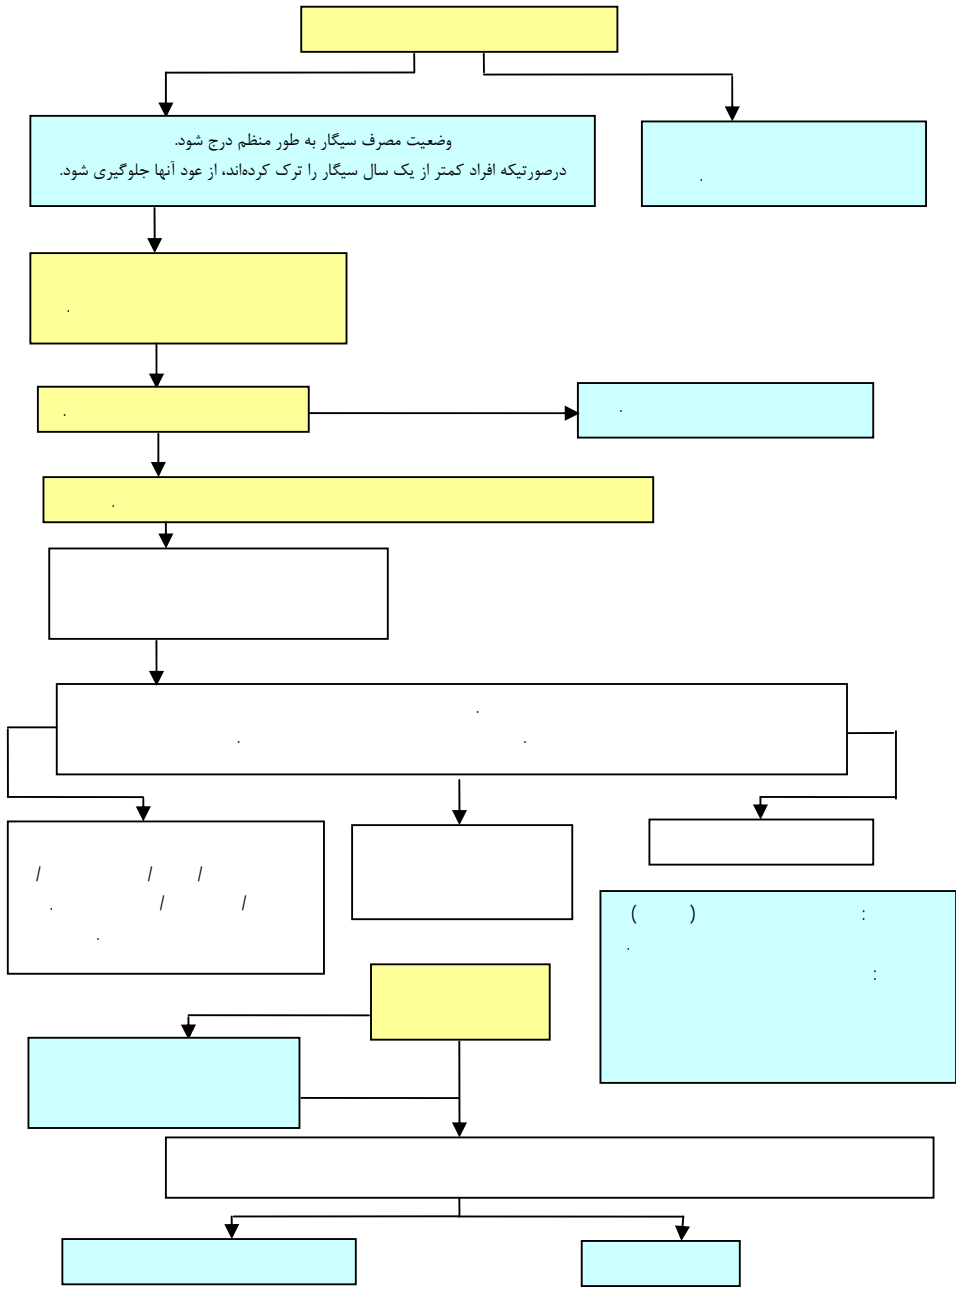 وضعیت مصرف سیگار به طور منظم درج شود.
درصورتیکه افراد کمتر از یک سال سیگار را ترک کرده‌اند، از عود آنها جلوگیری شود.
.
.
.
.
.
.
. .
/ / /
. / /
.
( ) :
.
: